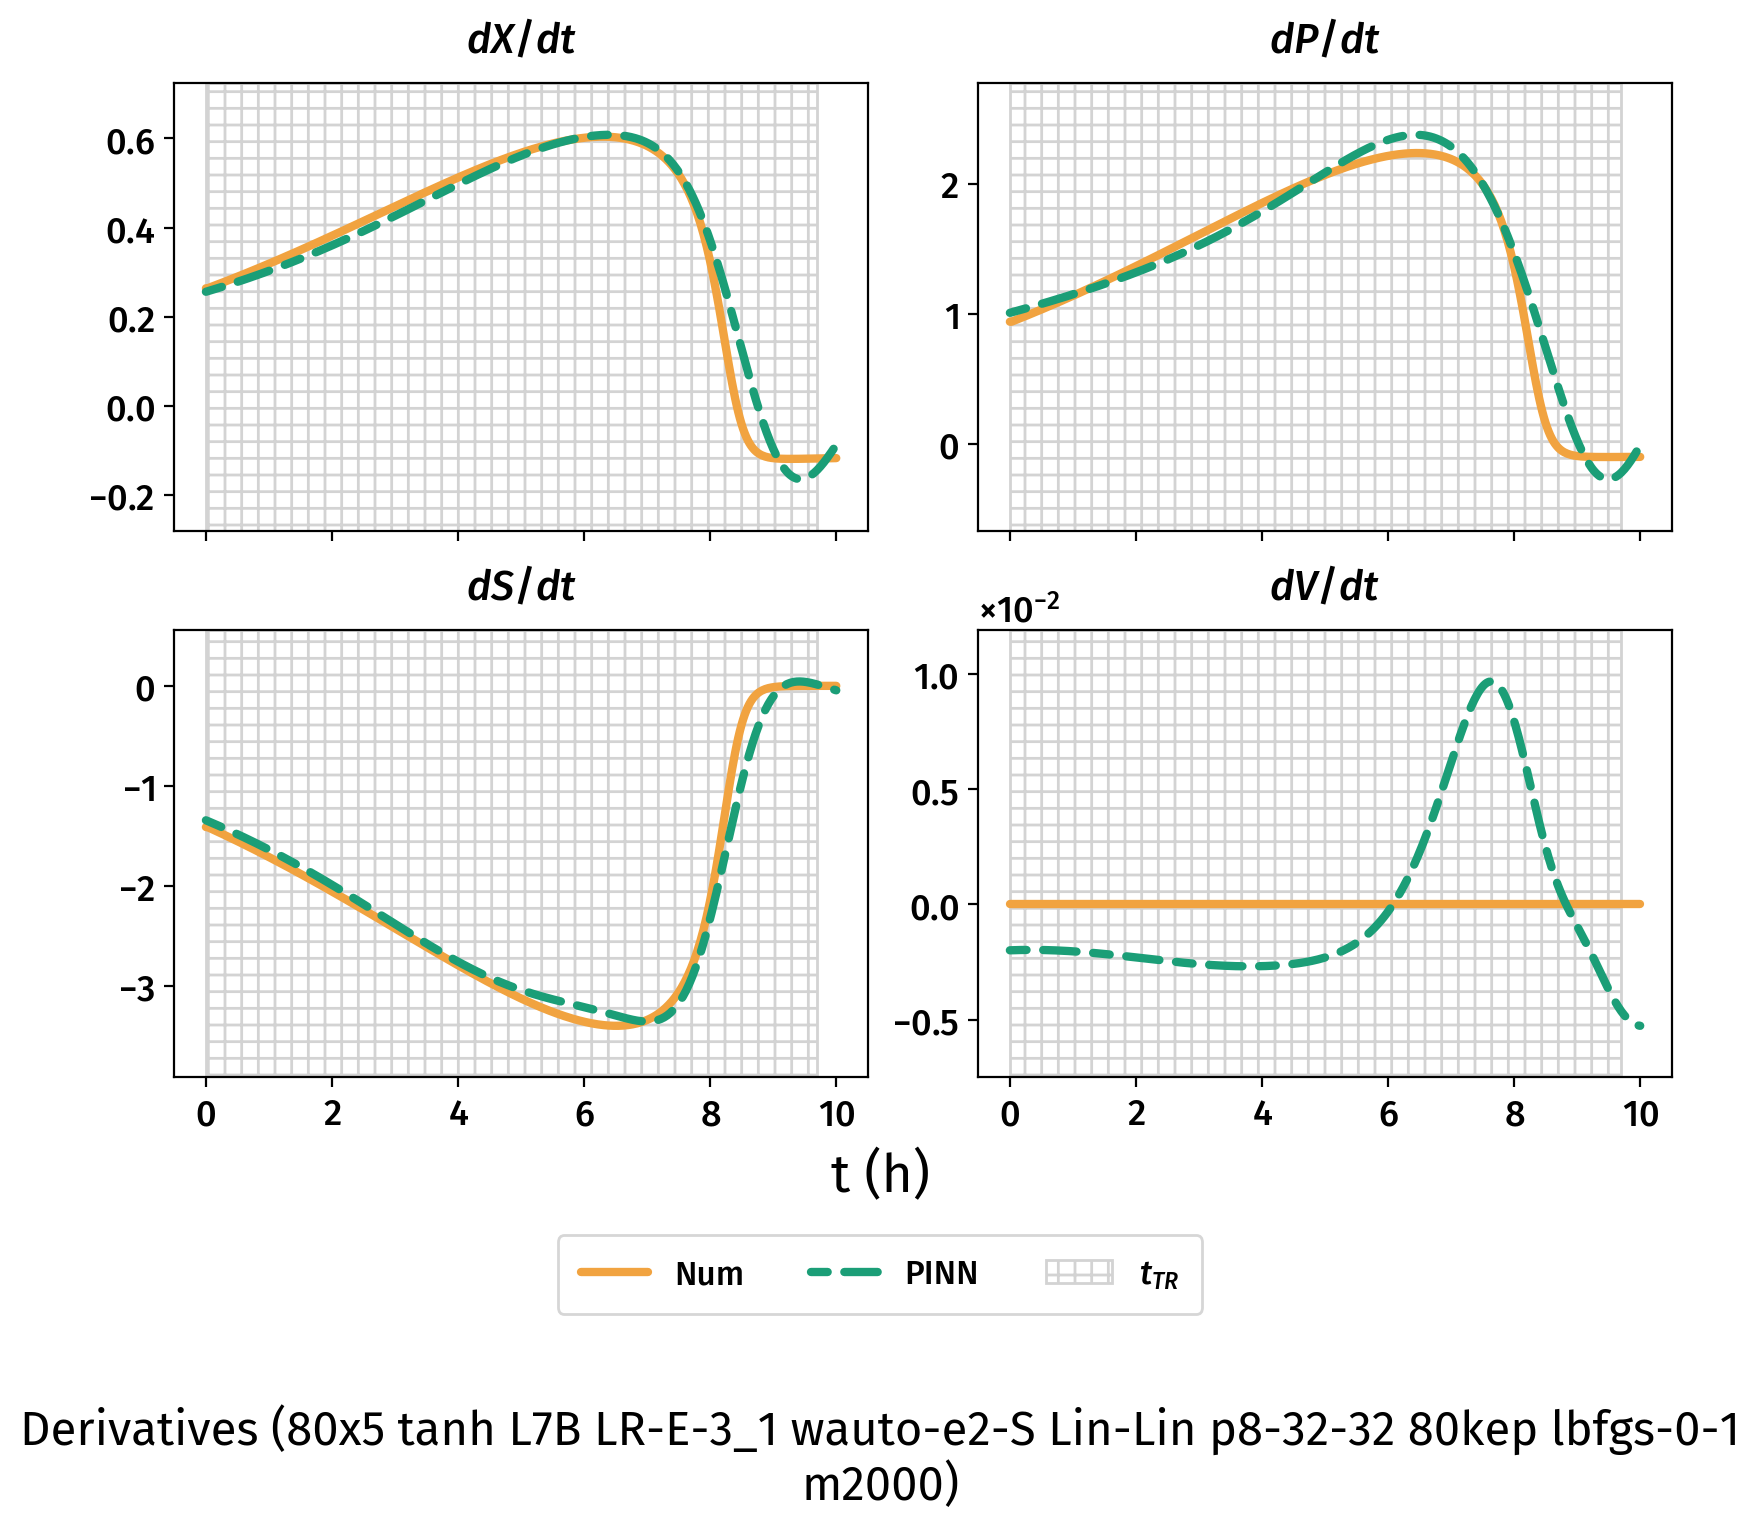 dX/dt
dP/dt
0.6
0.4
0.2
0.0
−0.2
2
1
0
dS/dt
dV/dt
×10⁻²
0
−1
−2
−3
1.0
0.5
0.0
−0.5
0 2 4 6 8 10
0 2 4 6 8 10
t (h)
Num PINN t_TR
Derivatives (80x5 tanh L7B LR-E-3_1 wauto-e2-S Lin-Lin p8-32-32 80kep lbfgs-0-1
m2000)